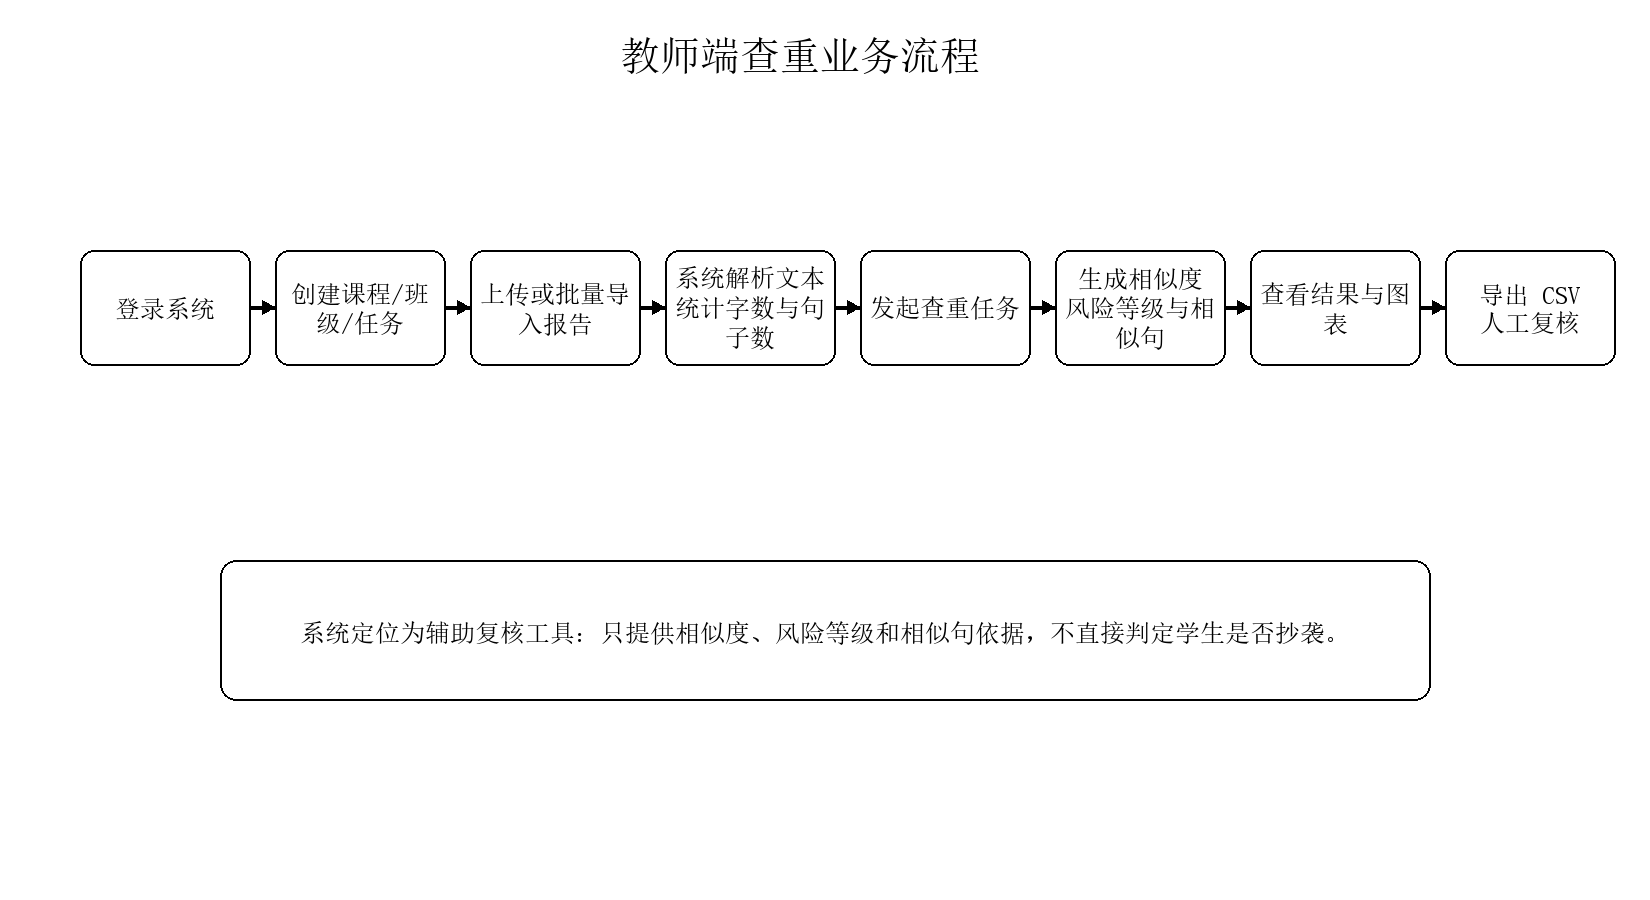 教师端查重业务流程
登录系统
创建课程/班
级/任务
上传或批量导
入报告
系统解析文本
统计字数与句
子数
发起查重任务
生成相似度
风险等级与相
似句
查看结果与图
表
导出 CSV
人工复核
系统定位为辅助复核工具：只提供相似度、风险等级和相似句依据，不直接判定学生是否抄袭。